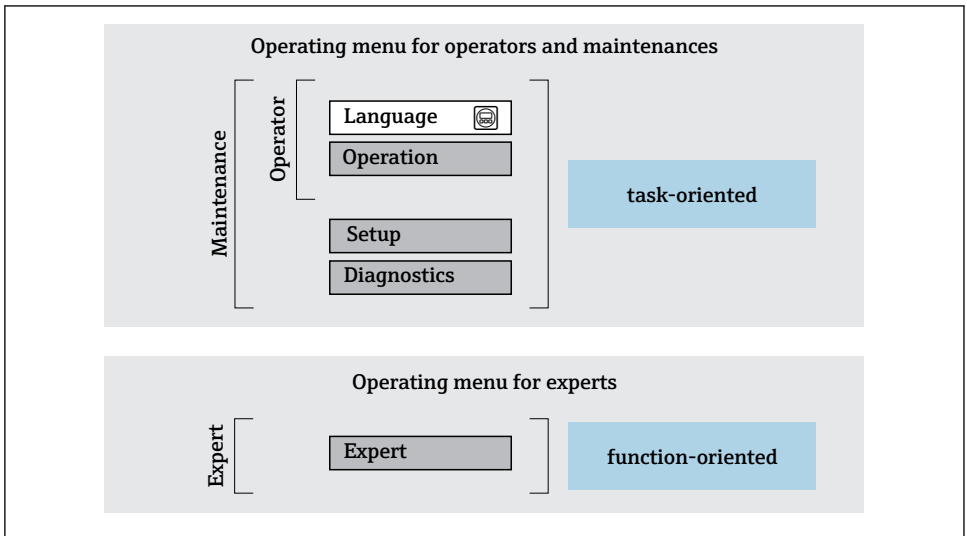 Operating menu for operators and maintenances
Maintenance
Operator
Language
Operation
Setup
Diagnostics
task-oriented
Operating menu for experts
Expert
Expert
function-oriented